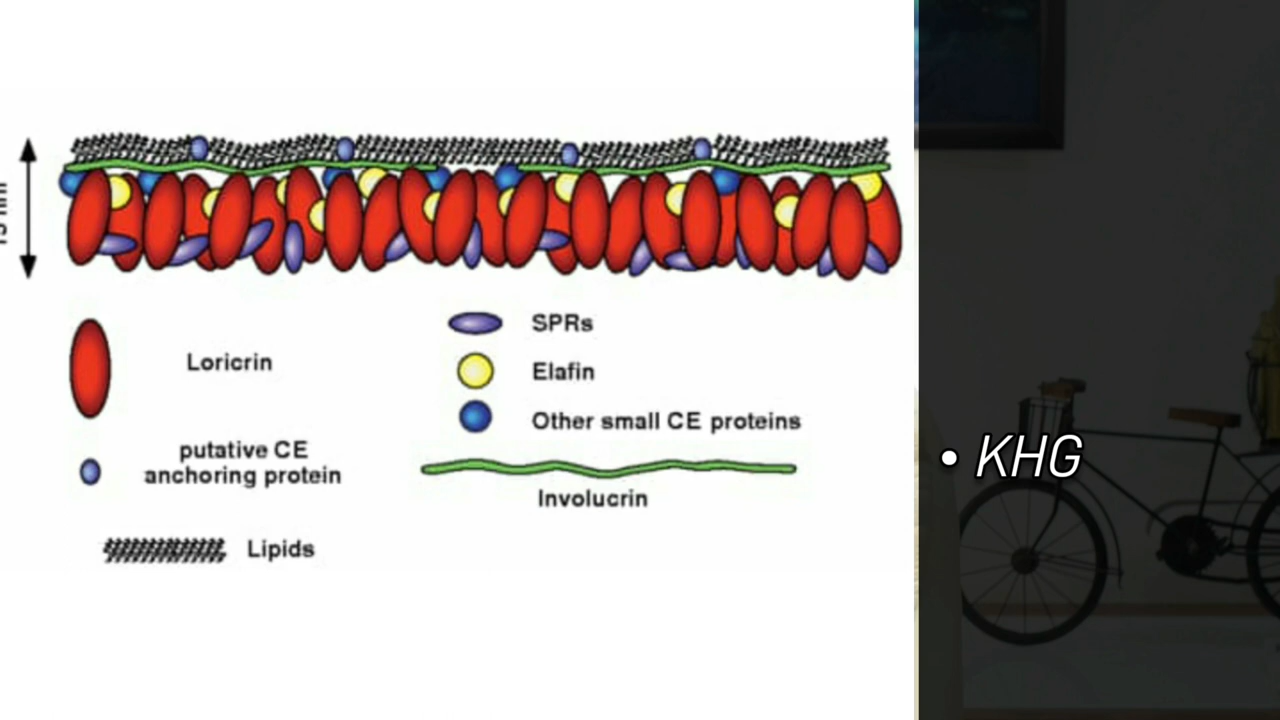 SPRs
Loricrin
Elafin
Other small CE proteins
putative CE
anchoring protein
Involucrin
Lipids
• KHG